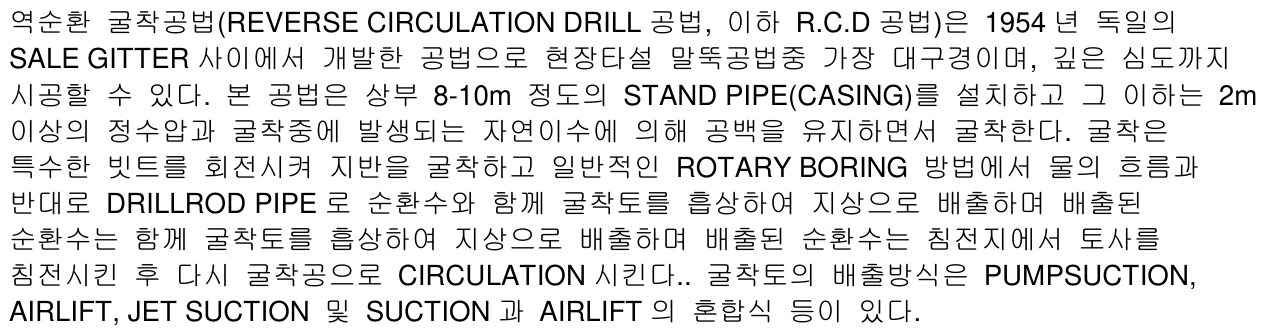 역순환 굴착공법(REVERSE CIRCULATION DRILL 공법, 이하 R.C.D 공법)은 1954 년 독일의
SALE GITTER 사이에서 개발한 공법으로 현장타설 말뚝공법중 가장 대구경이며, 깊은 심도까지
시공할 수 있다. 본 공법은 상부 8-10m 정도의 STAND PIPE(CASING)를 설치하고 그 이하는 2m
이상의 정수압과 굴착중에 발생되는 자연이수에 의해 공백을 유지하면서 굴착한다. 굴착은
특수한 빗트를 회전시켜 지반을 굴착하고 일반적인 ROTARY BORING 방법에서 물의 흐름과
반대로 DRILLROD PIPE 로 순환수와 함께 굴착토를 흡상하여 지상으로 배출하며 배출된
순환수는 함께 굴착토를 흡상하여 지상으로 배출하며 배출된 순환수는 침전지에서 토사를
침전시킨 후 다시 굴착공으로 CIRCULATION 시킨다.. 굴착토의 배출방식은 PUMPSUCTION,
AIRLIFT, JET SUCTION 및 SUCTION 과 AIRLIFT 의 혼합식 등이 있다.